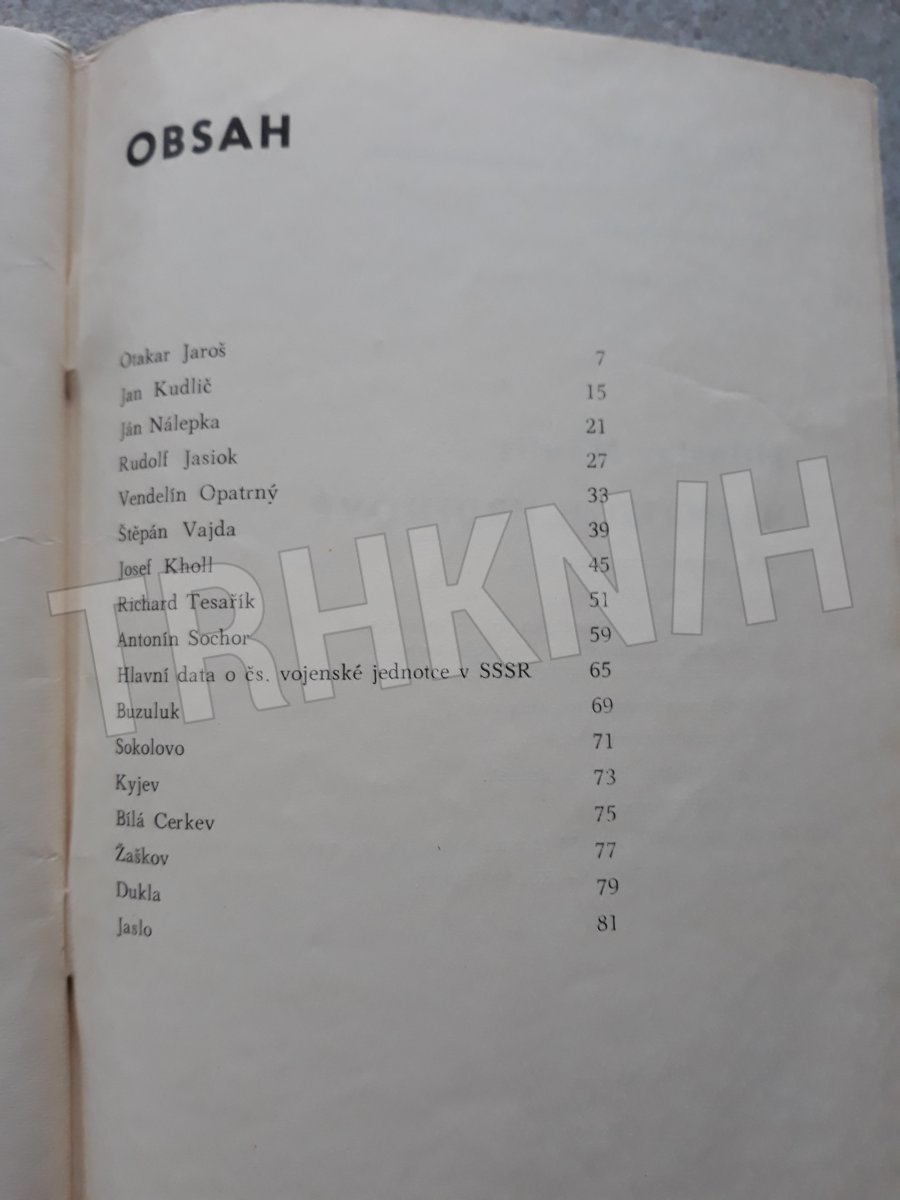 OBSAH
Otakar Jaroš 7
Jan Kudlič 15
Ján Nálepka 21
Rudolf Jasiok 27
Vendelín Opatrný 33
Štěpán Vajda 39
Josef Kholl 45
Richard Tesařík 51
Antonín Sochor 59
Hlavní data o čs. vojenské jednotce v SSSR 65
Buzuluk 69
Sokolovo 71
Kyjev 73
Bílá Cerkev 75
Žaškov 77
Dukla 79
Jaslo 81
TRHKNIH